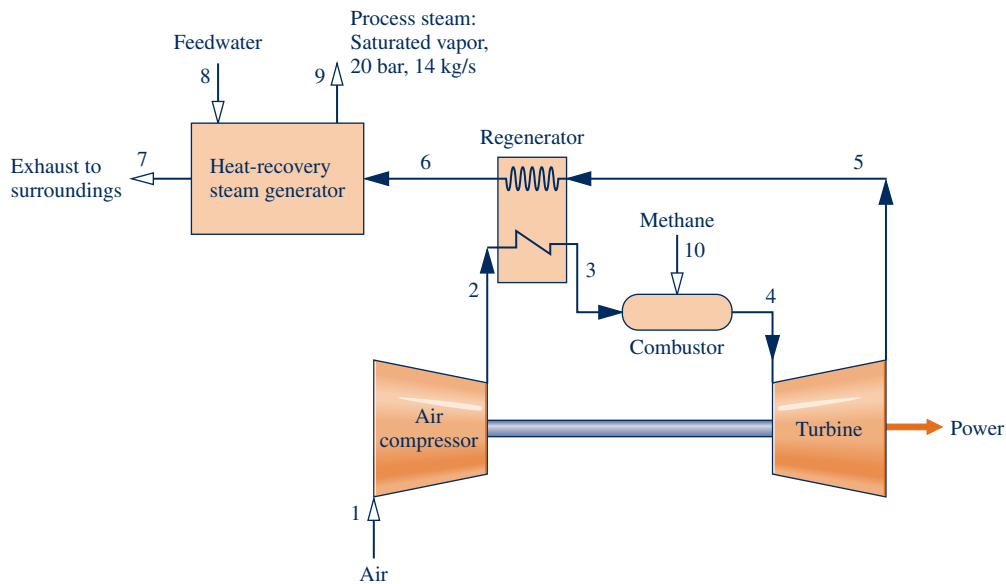 Process steam:
Saturated vapor,
20 bar, 14 kg/s
Feedwater
8
9
Regenerator
7
6
5
Exhaust to
surroundings
Heat-recovery
steam generator
Methane
10
2
3
4
Combustor
Air
compressor
Turbine
Power
1
Air